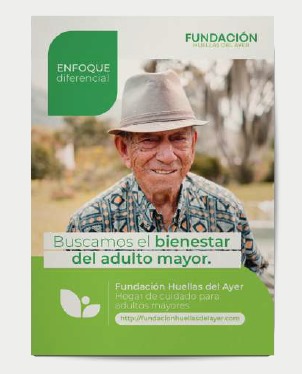 ENFOQUE
diferencial
FUNDACIÓN
HUELLAS DEL AYER
Buscamos el bienestar
del adulto mayor.
Fundación Huellas del Ayer
Hogar de cuidado para
adultos mayores
http://fundacionhuellasdelayer.com